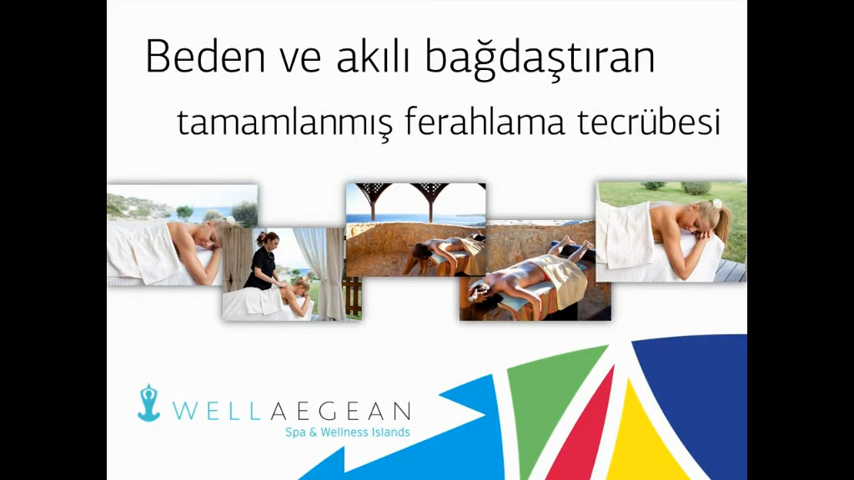 Beden ve akılı bağdaştıran
tamamlanmış ferahlama tecrübesi
WELLAEGEAN
Spa & Wellness Islands